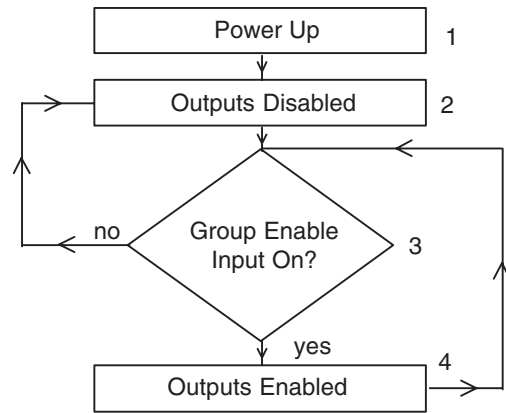 Power Up
1
Outputs Disabled
2
no
Group Enable
Input On?
3
yes
4
Outputs Enabled